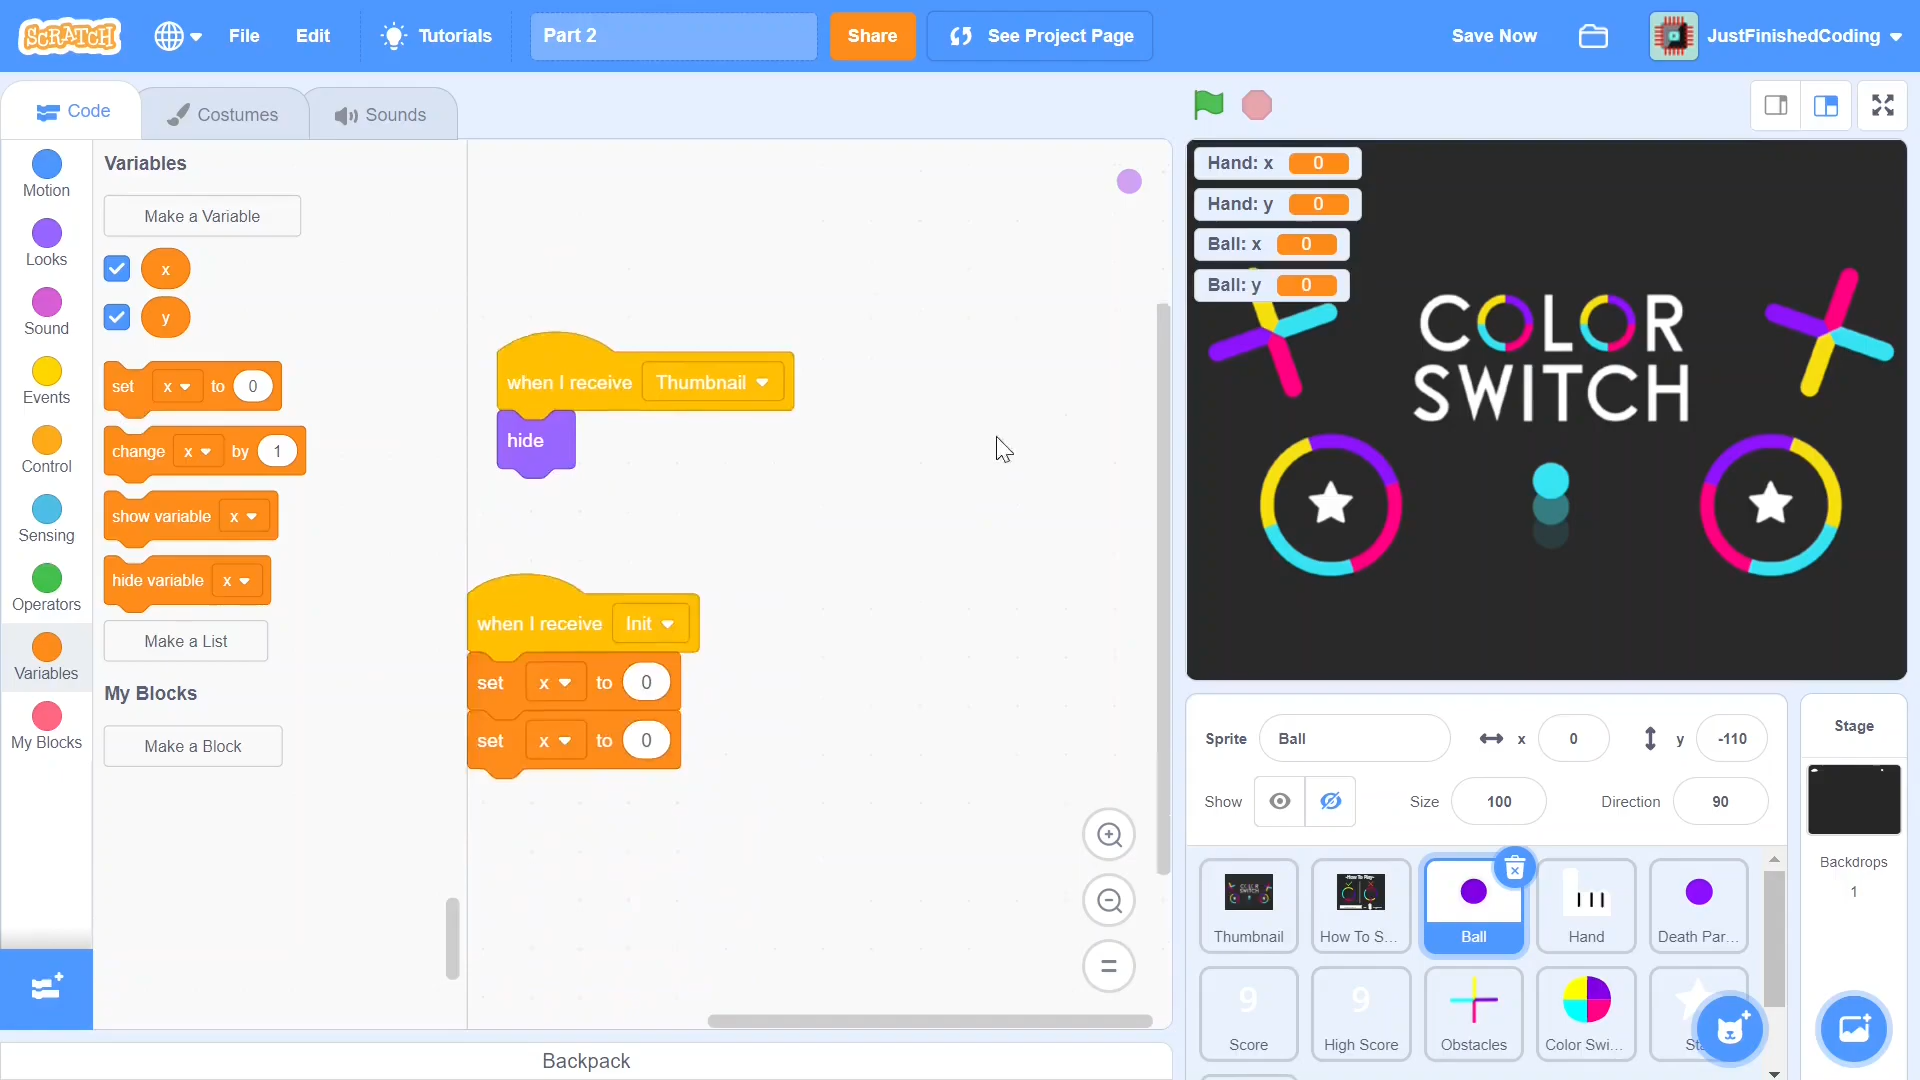 SCRATCH
File
Edit
Tutorials
Part 2
Share
See Project Page
Save Now
JustFinishedCoding
Code
Costumes
Sounds
Motion
Looks
Sound
Events
Control
Sensing
Operators
Variables
My Blocks
Variables
Make a Variable
x
y
set x to 0
change x by 1
show variable x
hide variable x
Make a List
My Blocks
Make a Block
when I receive Thumbnail
hide
when I receive Init
set x to 0
set x to 0
=
Backpack
Hand: x 0
Hand: y 0
Ball: x 0
Ball: y 0
COLOR
SWITCH
Sprite Ball x 0 y -110
Show Size 100 Direction 90
Thumbnail
How To S...
Ball
Hand
Death Par...
9
Score
9
High Score
Obstacles
Color Swi...
Stage
Backdrops
1